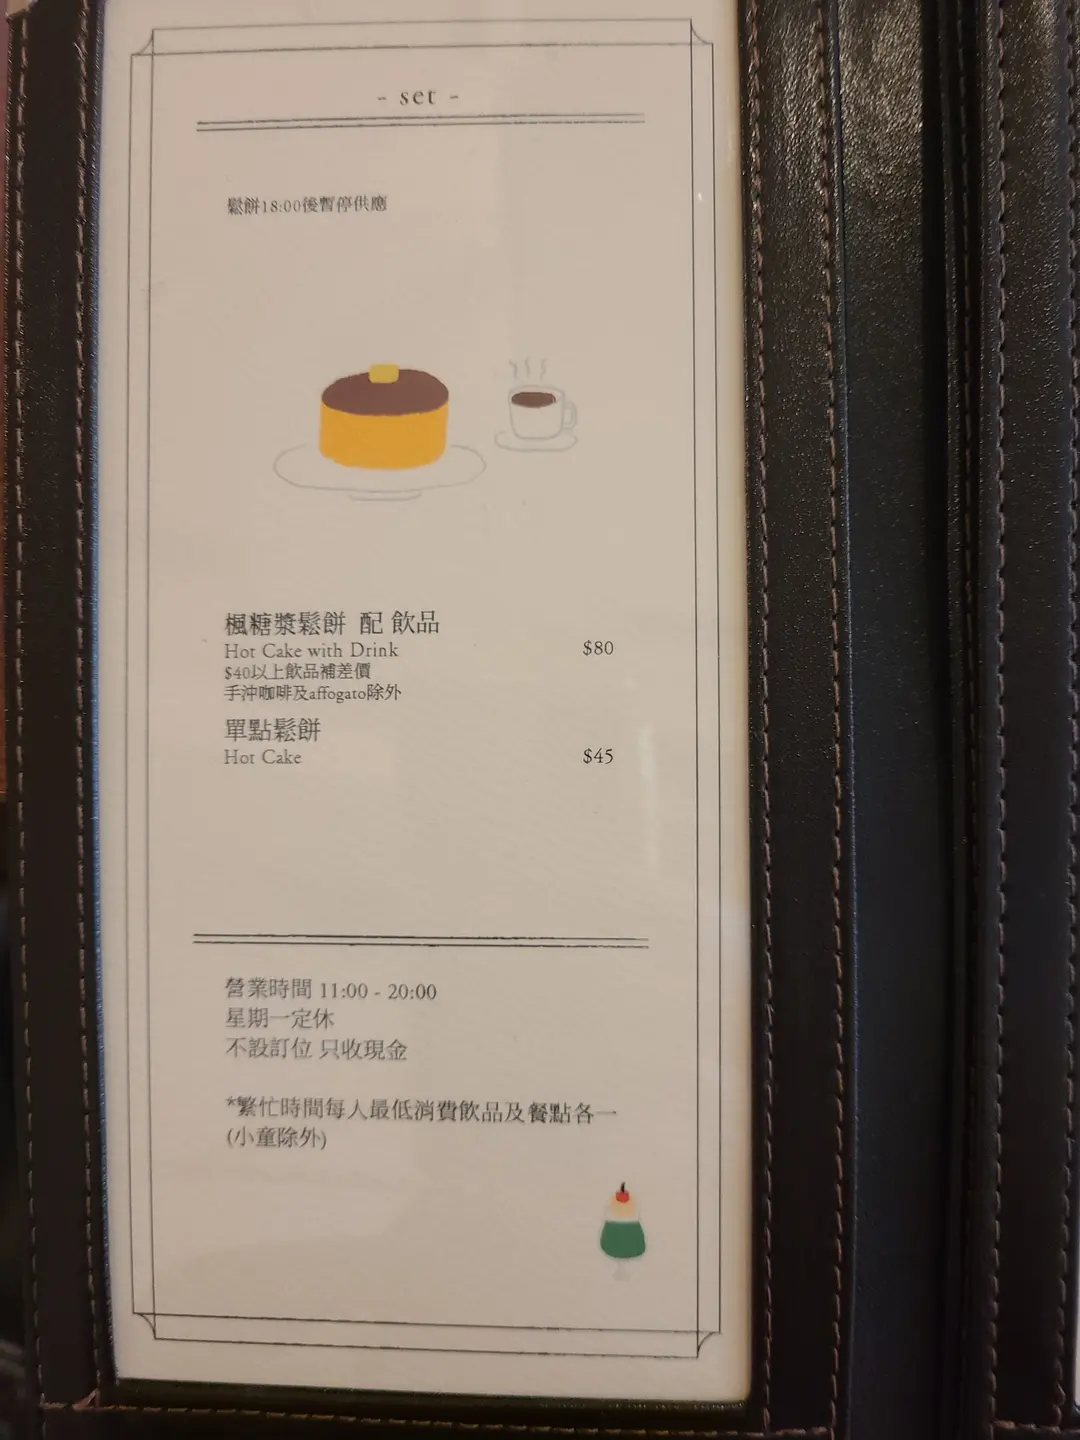 - set -
鬆餅18:00後暫停供應
楓糖漿鬆餅 配 飲品
Hot Cake with Drink $80
$40以上飲品補差價
手沖咖啡及affogato除外
單點鬆餅
Hot Cake $45
營業時間 11:00 - 20:00
星期一定休
不設訂位 只收現金
*繁忙時間每人最低消費飲品及餐點各一
(小童除外)